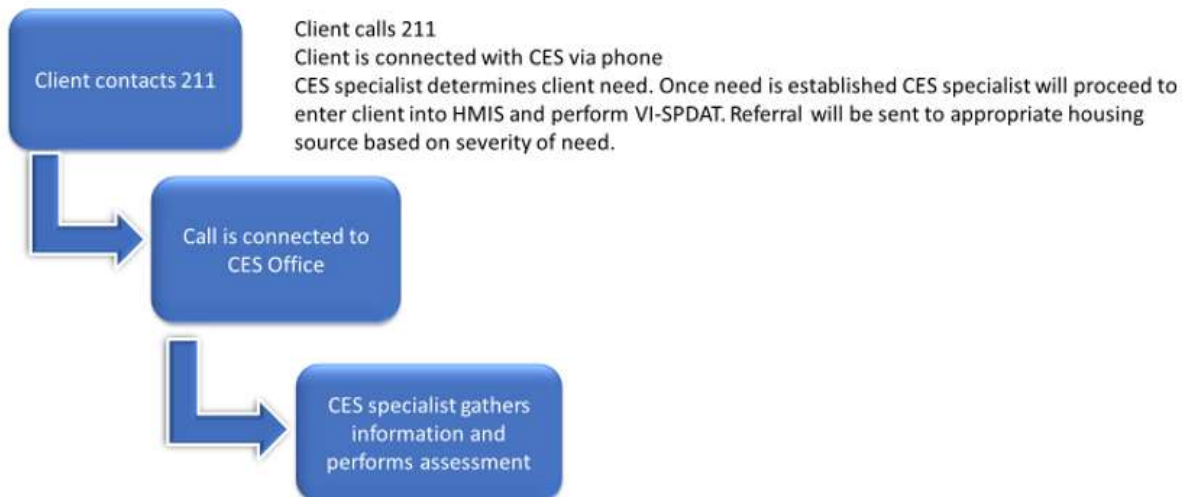 Client contacts 211
Client calls 211
Client is connected with CES via phone
CES specialist determines client need. Once need is established CES specialist will proceed to
enter client into HMIS and perform VI-SPDAT. Referral will be sent to appropriate housing
source based on severity of need.
Call is connected to
CES Office
CES specialist gathers
information and
performs assessment